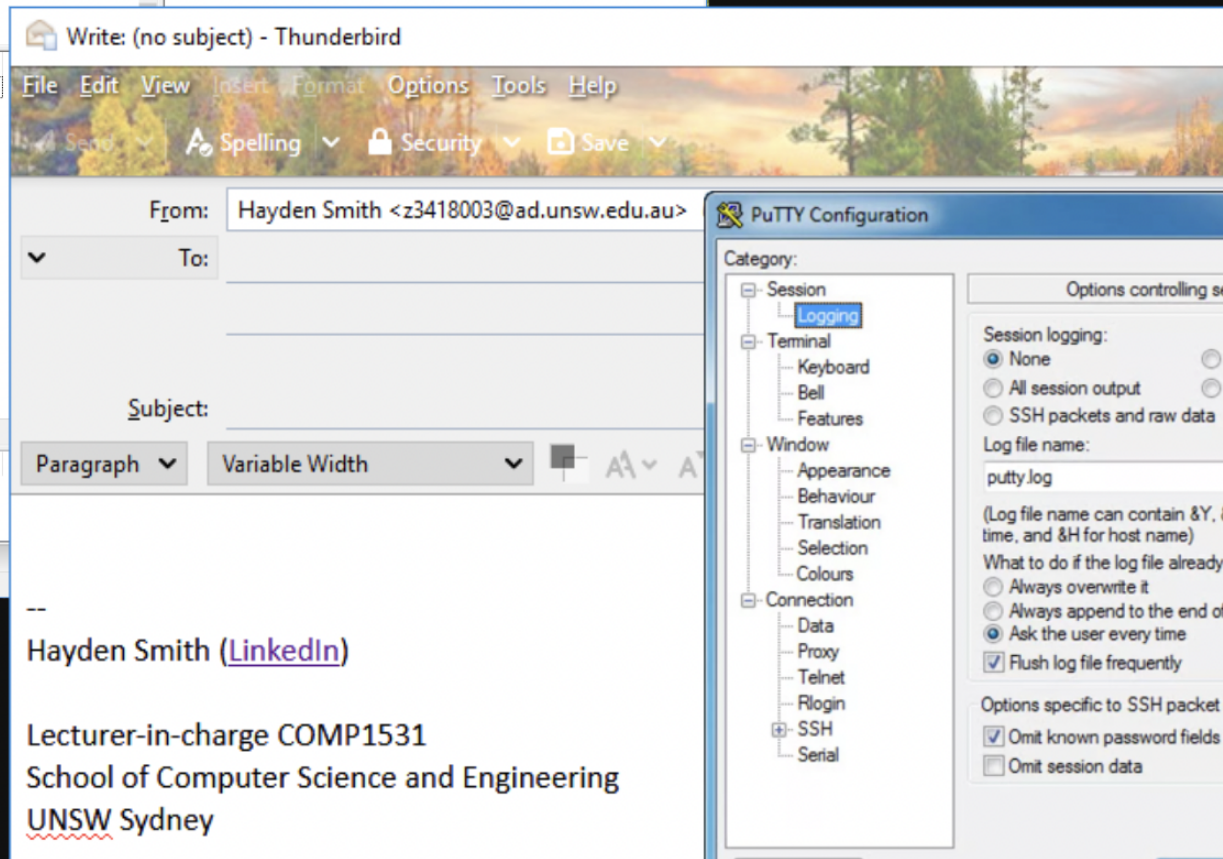 Write: (no subject) - Thunderbird
File Edit View Insert Format Options Tools Help
Send Spelling Security Save
From: Hayden Smith <z3418003@ad.unsw.edu.au>
To:
Subject:
Paragraph Variable Width
--
Hayden Smith (LinkedIn)
Lecturer-in-charge COMP1531
School of Computer Science and Engineering
UNSW Sydney
PuTTY Configuration
Category:
Session
Logging
Terminal
Keyboard
Bell
Features
Window
Appearance
Behaviour
Translation
Selection
Colours
Connection
Data
Proxy
Telnet
Rlogin
SSH
Serial
Options controlling
Session logging:
None
All session output
SSH packets and raw data
Log file name:
putty.log
(Log file name can contain &Y,
time, and &H for host name)
What to do if the log file already
Always overwrite it
Always append to the end of
Ask the user every time
Flush log file frequently
Options specific to SSH packet
Omit known password fields
Omit session data